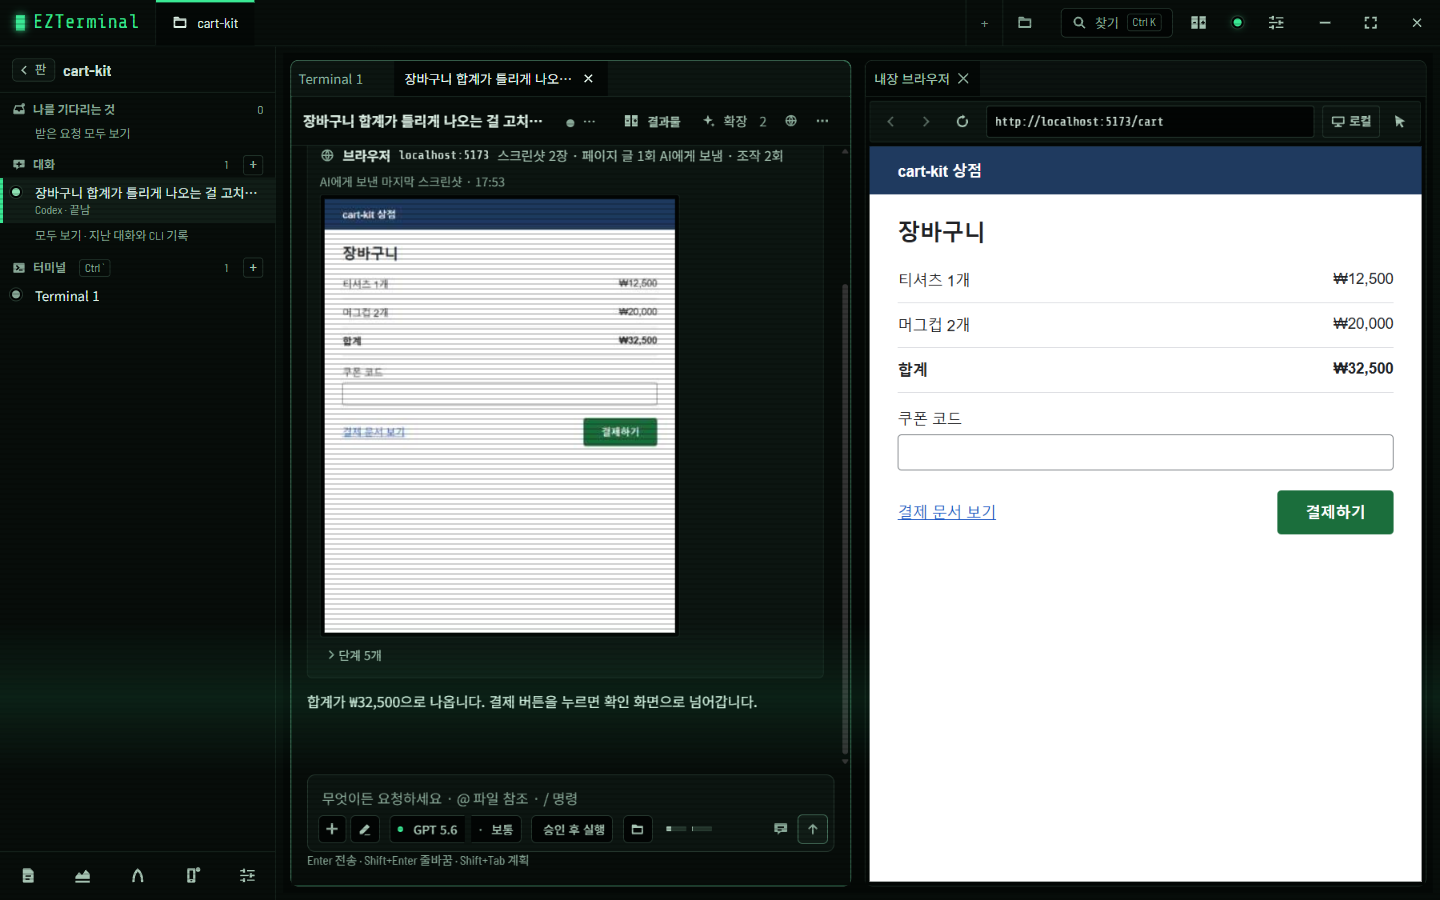 EZTerminal
cart-kit
+
찾기 Ctrl K
판 cart-kit
나를 기다리는 것 0
받은 요청 모두 보기
대화 1 +
장바구니 합계가 틀리게 나오는 걸 고치…
Codex · 끝남
모두 보기 · 지난 대화와 CLI 기록
터미널 Ctrl ` 1 +
Terminal 1
Terminal 1
장바구니 합계가 틀리게 나오…
장바구니 합계가 틀리게 나오는 걸 고치…
결과물
확장 2
브라우저 localhost:5173 스크린샷 2장 · 페이지 글 1회 AI에게 보냄 · 조작 2회
AI에게 보낸 마지막 스크린샷 · 17:53
cart-kit 상점
장바구니
티셔츠 1개 ₩12,500
머그컵 2개 ₩20,000
합계 ₩32,500
쿠폰 코드
결제 문서 보기
결제하기
단계 5개
합계가 ₩32,500으로 나옵니다. 결제 버튼을 누르면 확인 화면으로 넘어갑니다.
무엇이든 요청하세요 · @ 파일 참조 · / 명령
GPT 5.6 · 보통
승인 후 실행
Enter 전송 · Shift+Enter 줄바꿈 · Shift+Tab 계획
내장 브라우저
http://localhost:5173/cart
로컬
cart-kit 상점
장바구니
티셔츠 1개 ₩12,500
머그컵 2개 ₩20,000
합계 ₩32,500
쿠폰 코드
결제 문서 보기
결제하기